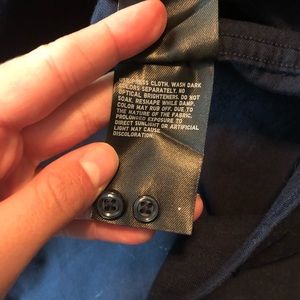 PRESS CLOTH. WASH DARK
COLORS SEPARATELY. NO
OPTICAL BRIGHTENERS. DO NOT
SOAK. RESHAPE WHILE DAMP.
COLOR MAY RUB OFF. DUE TO
THE NATURE OF THE FABRIC,
PROLONGED EXPOSURE TO
DIRECT SUNLIGHT OR ARTIFICIAL
LIGHT MAY CAUSE
DISCOLORATION.